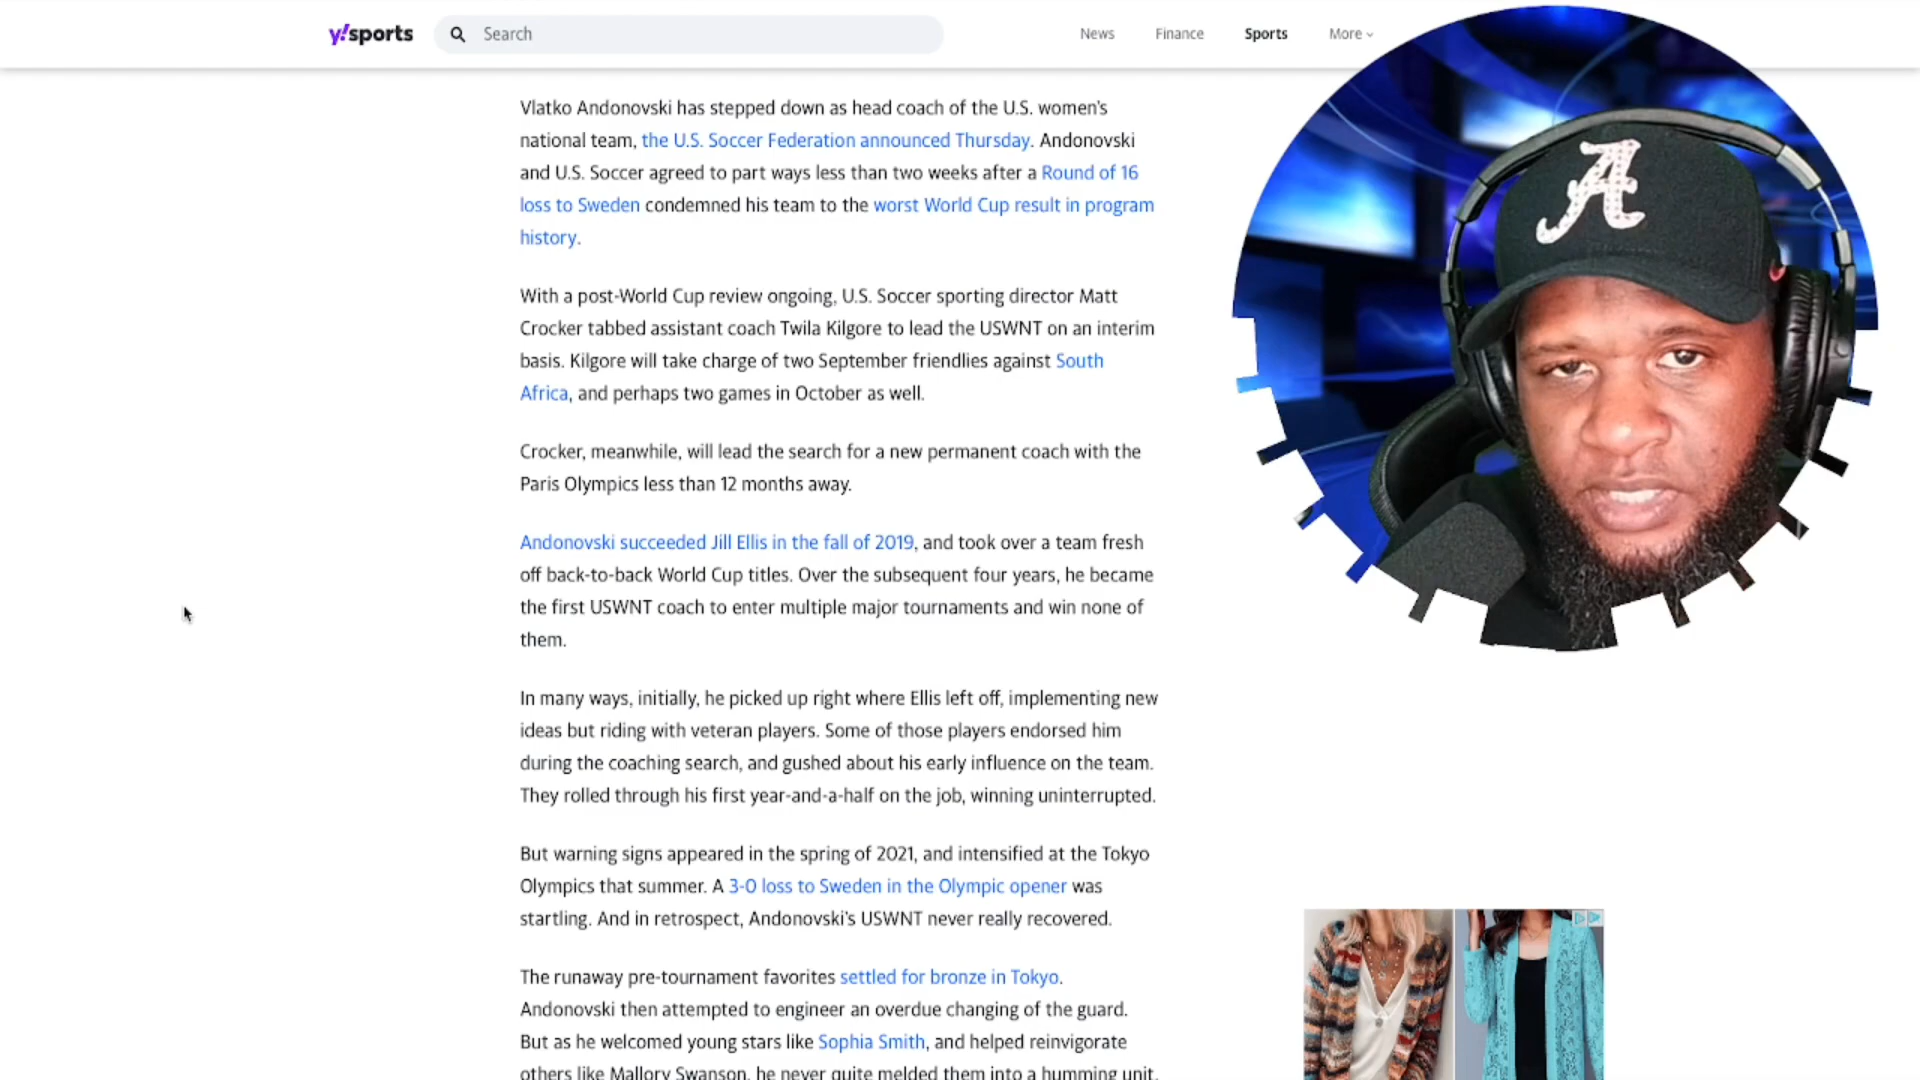 y!sports
Search
News
Finance
Sports
More
A
Vlatko Andonovski has stepped down as head coach of the U.S. women's
national team, the U.S. Soccer Federation announced Thursday. Andonovski
and U.S. Soccer agreed to part ways less than two weeks after a Round of 16
loss to Sweden condemned his team to the worst World Cup result in program
history.
With a post-World Cup review ongoing, U.S. Soccer sporting director Matt
Crocker tabbed assistant coach Twila Kilgore to lead the USWNT on an interim
basis. Kilgore will take charge of two September friendlies against South
Africa, and perhaps two games in October as well.
Crocker, meanwhile, will lead the search for a new permanent coach with the
Paris Olympics less than 12 months away.
Andonovski succeeded Jill Ellis in the fall of 2019, and took over a team fresh
off back-to-back World Cup titles. Over the subsequent four years, he became
the first USWNT coach to enter multiple major tournaments and win none of
them.
In many ways, initially, he picked up right where Ellis left off, implementing new
ideas but riding with veteran players. Some of those players endorsed him
during the coaching search, and gushed about his early influence on the team.
They rolled through his first year-and-a-half on the job, winning uninterrupted.
But warning signs appeared in the spring of 2021, and intensified at the Tokyo
Olympics that summer. A 3-0 loss to Sweden in the Olympic opener was
startling. And in retrospect, Andonovski's USWNT never really recovered.
The runaway pre-tournament favorites settled for bronze in Tokyo.
Andonovski then attempted to engineer an overdue changing of the guard.
But as he welcomed young stars like Sophia Smith, and helped reinvigorate
others like Mallory Swanson, he never quite melded them into a humming unit.